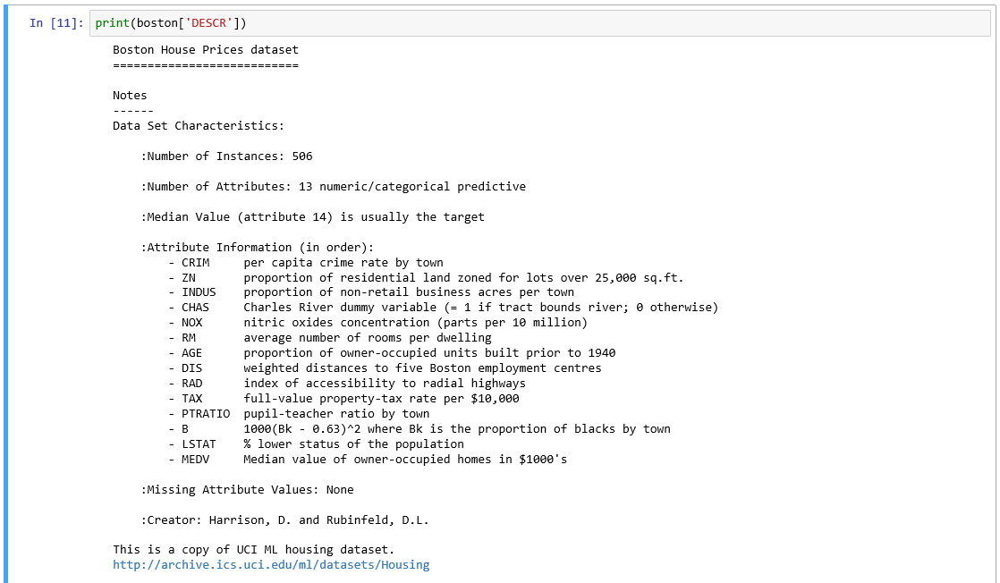 In [11]: print(boston['DESCR'])
Boston House Prices dataset
===========================
Notes
------
Data Set Characteristics:
:Number of Instances: 506
:Number of Attributes: 13 numeric/categorical predictive
:Median Value (attribute 14) is usually the target
:Attribute Information (in order):
- CRIM per capita crime rate by town
- ZN proportion of residential land zoned for lots over 25,000 sq.ft.
- INDUS proportion of non-retail business acres per town
- CHAS Charles River dummy variable (= 1 if tract bounds river; 0 otherwise)
- NOX nitric oxides concentration (parts per 10 million)
- RM average number of rooms per dwelling
- AGE proportion of owner-occupied units built prior to 1940
- DIS weighted distances to five Boston employment centres
- RAD index of accessibility to radial highways
- TAX full-value property-tax rate per $10,000
- PTRATIO pupil-teacher ratio by town
- B 1000(Bk - 0.63)^2 where Bk is the proportion of blacks by town
- LSTAT % lower status of the population
- MEDV Median value of owner-occupied homes in $1000's
:Missing Attribute Values: None
:Creator: Harrison, D. and Rubinfeld, D.L.
This is a copy of UCI ML housing dataset.
http://archive.ics.uci.edu/ml/datasets/Housing